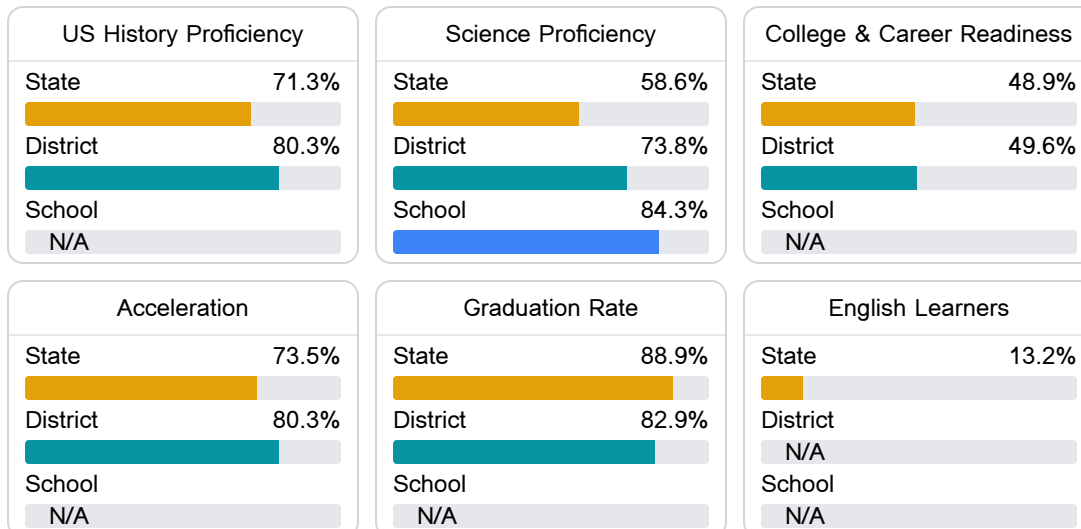 US History Proficiency
State 71.3%
District 80.3%
School
N/A
Science Proficiency
State 58.6%
District 73.8%
School 84.3%
College & Career Readiness
State 48.9%
District 49.6%
School
N/A
Acceleration
State 73.5%
District 80.3%
School
N/A
Graduation Rate
State 88.9%
District 82.9%
School
N/A
English Learners
State 13.2%
District
N/A
School
N/A